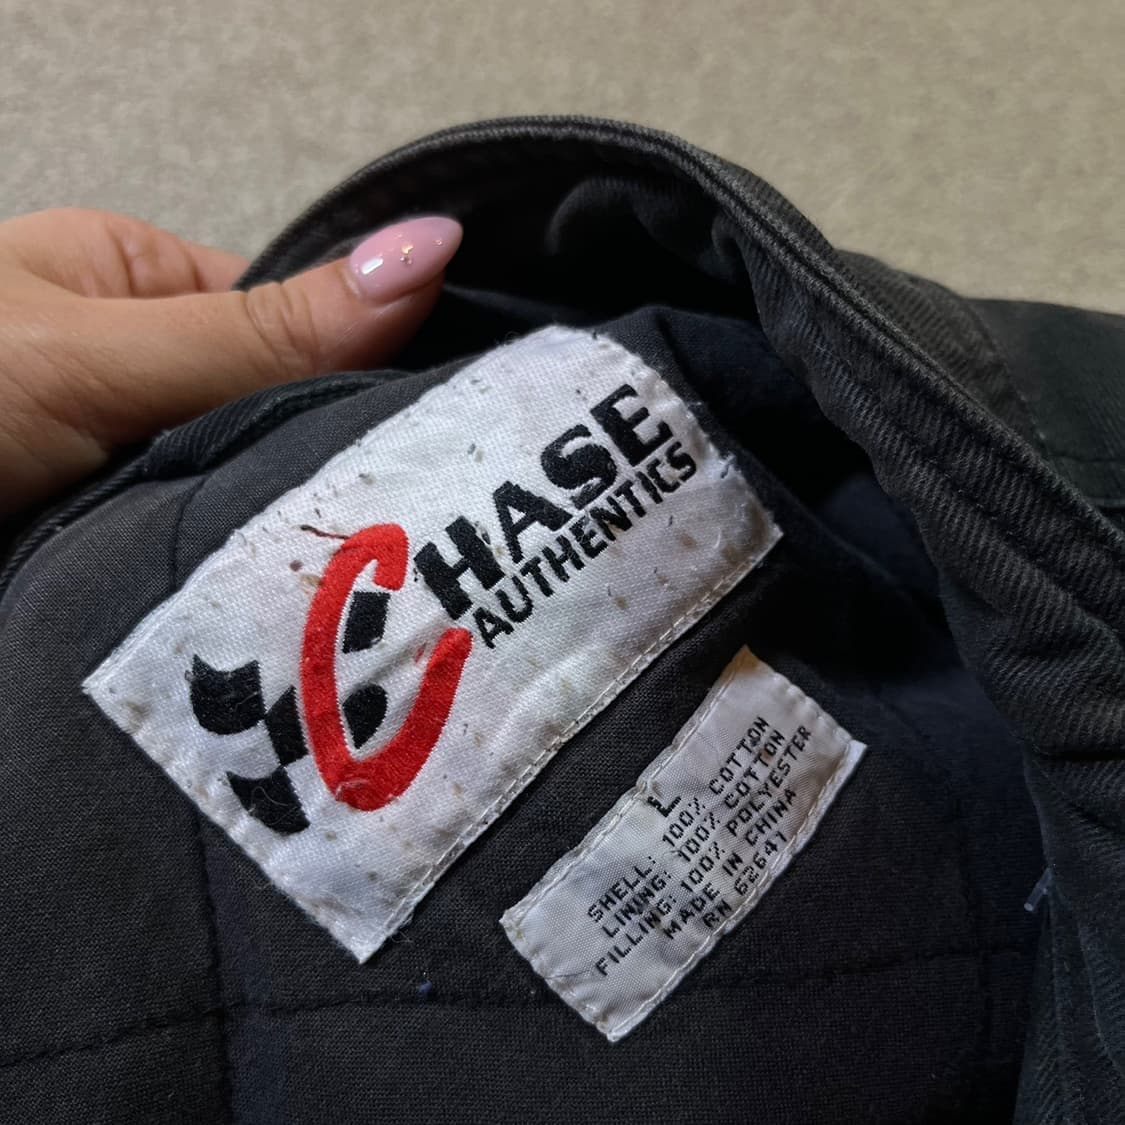 CHASE
AUTHENTICS
L
SHELL: 100% COTTON
LINING: 100% COTTON
FILLING: 100% POLYESTER
MADE IN CHINA
RN 62641